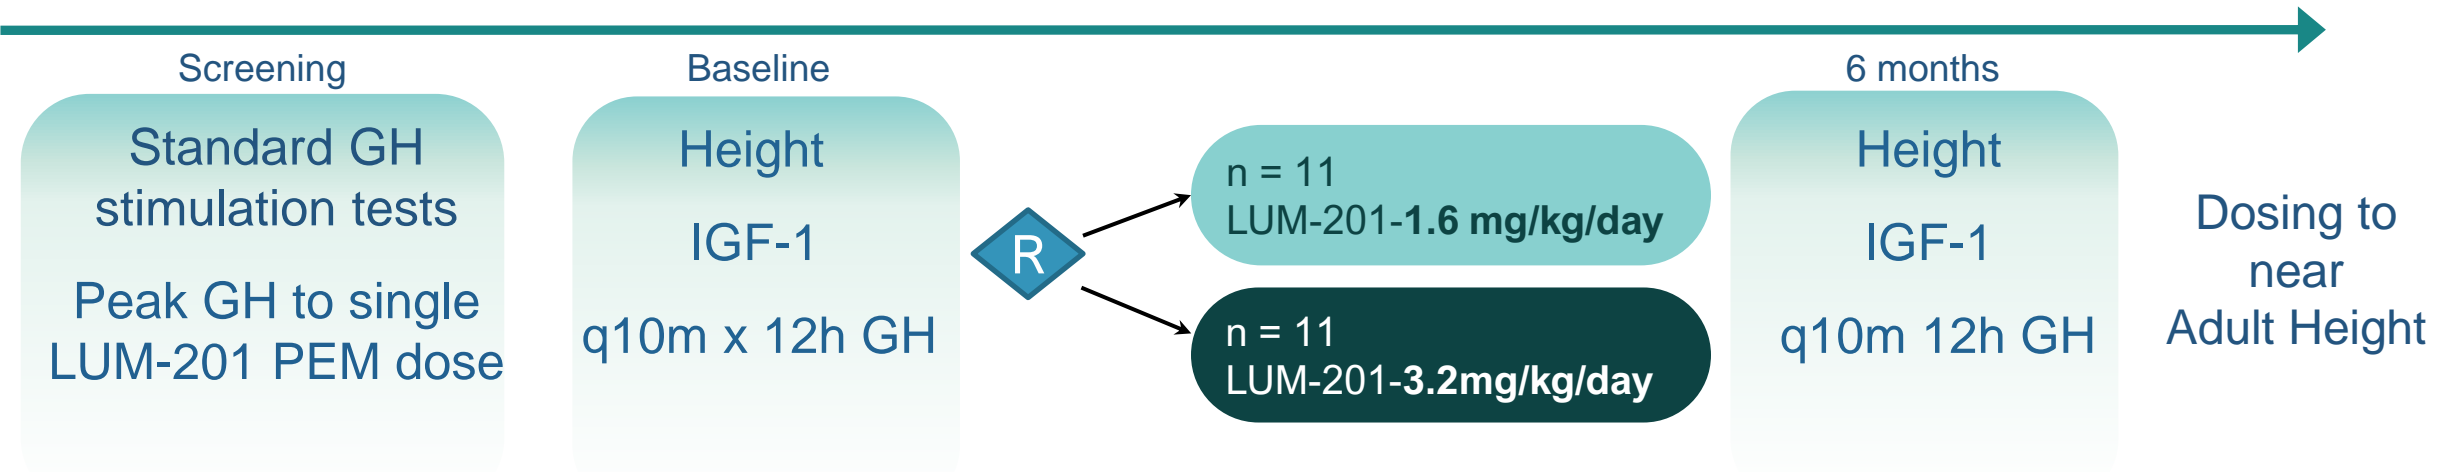 Screening
Standard GH
stimulation tests
Peak GH to single
LUM-201 PEM dose
Baseline
Height
IGF-1
q10m x 12h GH
R
n = 11
LUM-201-1.6 mg/kg/day
n = 11
LUM-201-3.2mg/kg/day
6 months
Height
IGF-1
q10m 12h GH
Dosing to
near
Adult Height